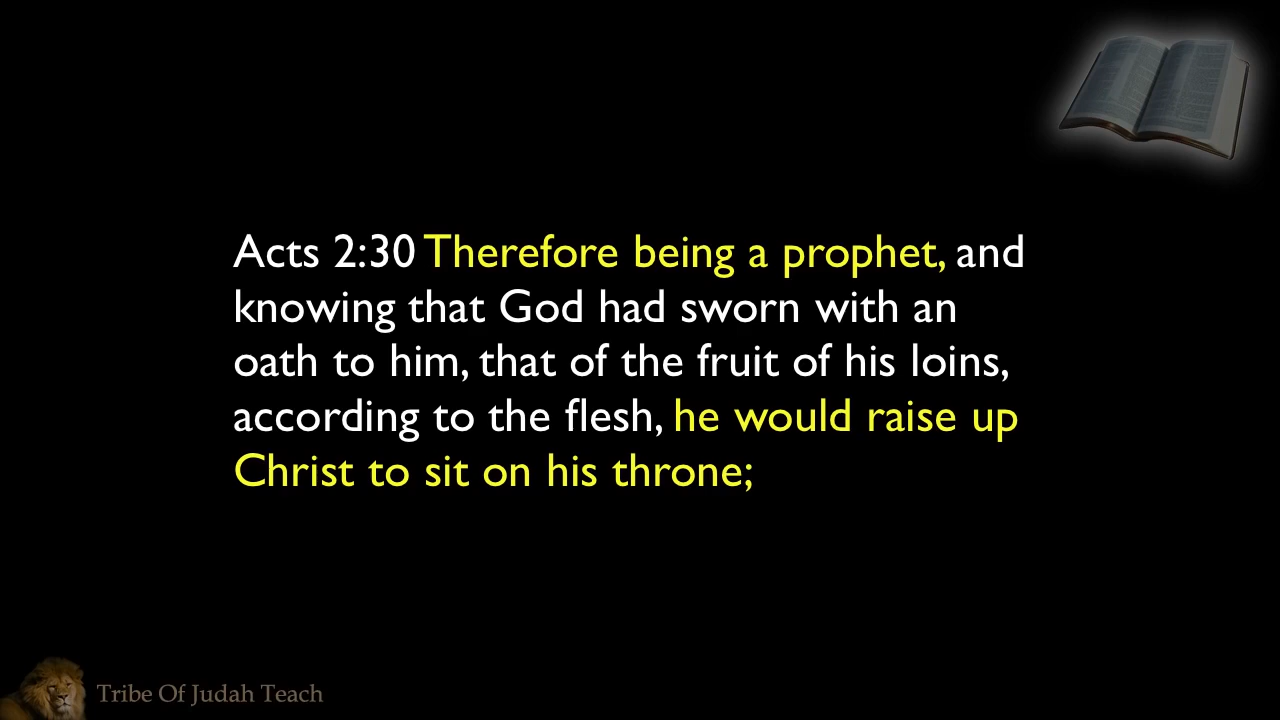 Acts 2:30 Therefore being a prophet, and
knowing that God had sworn with an
oath to him, that of the fruit of his loins,
according to the flesh, he would raise up
Christ to sit on his throne;
Tribe Of Judah Teach